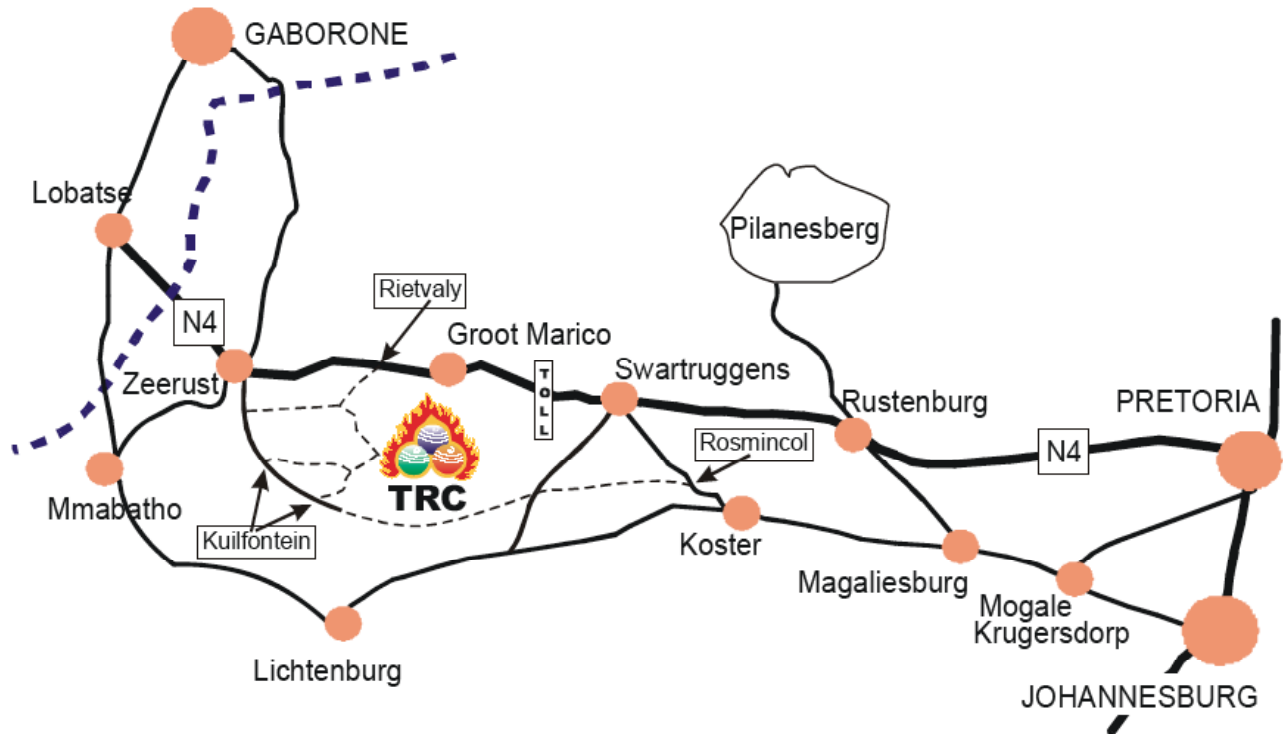 GABORONE
Lobatse
Pilanesberg
Rietvaly
N4
Groot Marico
Zeerust
TOLL
Swartruggens
Rustenburg
PRETORIA
Rosmincol
N4
TRC
Mmabatho
Kuilfontein
Koster
Magaliesburg
Mogale
Krugersdorp
Lichtenburg
JOHANNESBURG